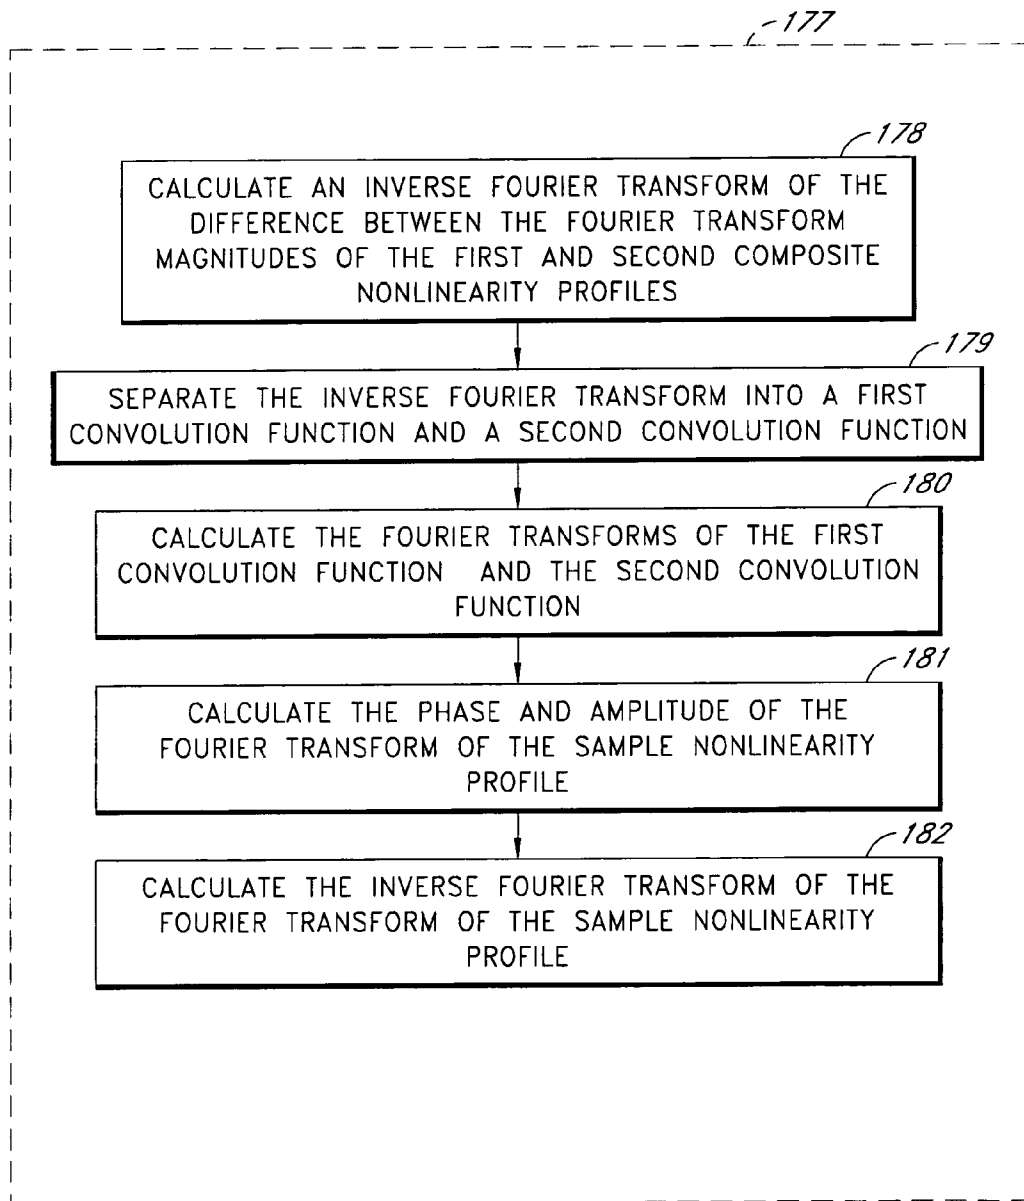 177
178
CALCULATE AN INVERSE FOURIER TRANSFORM OF THE
DIFFERENCE BETWEEN THE FOURIER TRANSFORM
MAGNITUDES OF THE FIRST AND SECOND COMPOSITE
NONLINEARITY PROFILES
179
SEPARATE THE INVERSE FOURIER TRANSFORM INTO A FIRST
CONVOLUTION FUNCTION AND A SECOND CONVOLUTION FUNCTION
180
CALCULATE THE FOURIER TRANSFORMS OF THE FIRST
CONVOLUTION FUNCTION AND THE SECOND CONVOLUTION
FUNCTION
181
CALCULATE THE PHASE AND AMPLITUDE OF THE
FOURIER TRANSFORM OF THE SAMPLE NONLINEARITY
PROFILE
182
CALCULATE THE INVERSE FOURIER TRANSFORM OF THE
FOURIER TRANSFORM OF THE SAMPLE NONLINEARITY
PROFILE